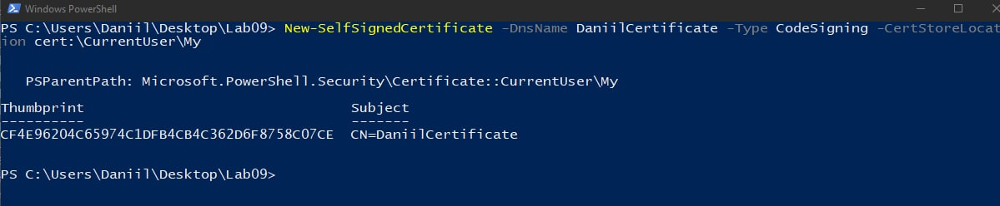 Windows PowerShell
PS C:\Users\Daniil\Desktop\Lab09> New-SelfSignedCertificate -DnsName DaniilCertificate -Type CodeSigning -CertStoreLocat
ion cert:\CurrentUser\My
PSParentPath: Microsoft.PowerShell.Security\Certificate::CurrentUser\My
Thumbprint                                Subject
----------                                -------
CF4E96204C65974C1DFB4CB4C362D6F8758C07CE  CN=DaniilCertificate
PS C:\Users\Daniil\Desktop\Lab09>